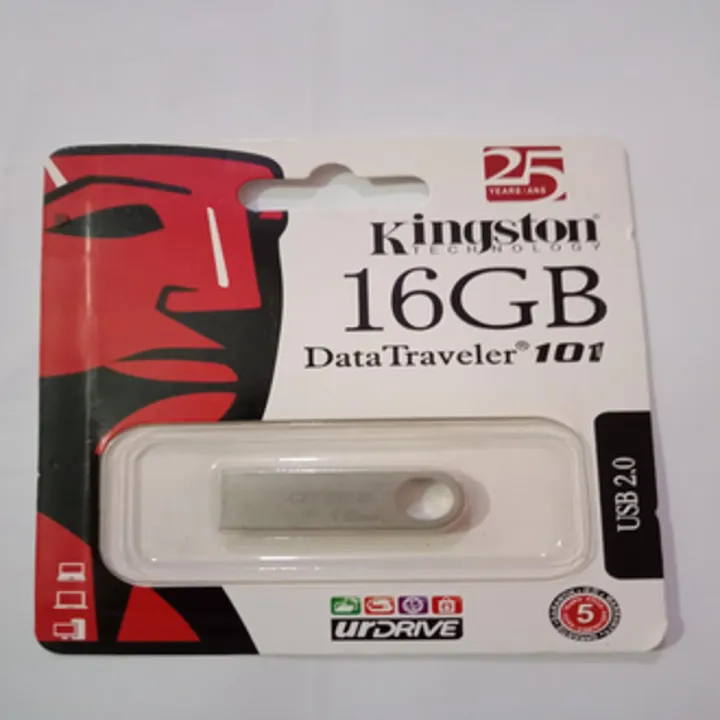 25
YEARS/ANS
Kingston®
TECHNOLOGY
16GB
DataTraveler® 101
USB 2.0
urDRIVE
5